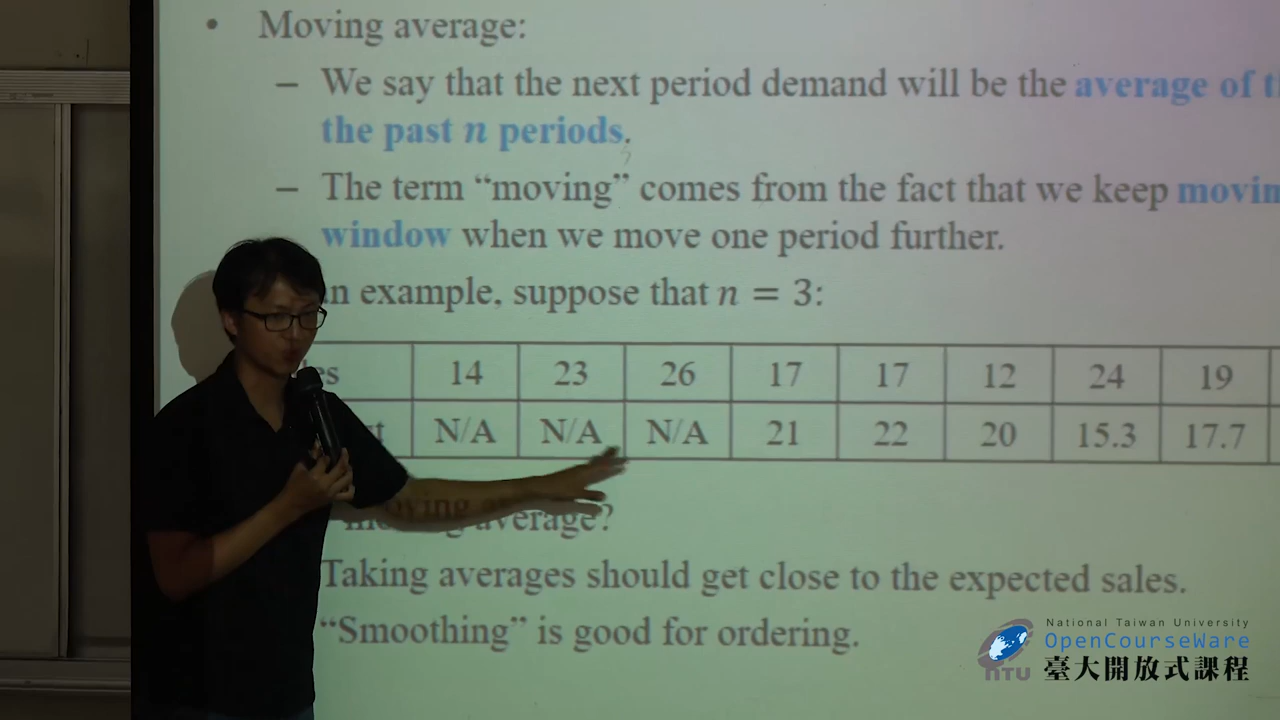 • Moving average:
– We say that the next period demand will be the average of
the past n periods.
– The term “moving” comes from the fact that we keep
window when we move one period further.
example, suppose that n = 3:
14 23 26 17 17 12 24 19
N/A N/A N/A 21 22 20 15.3 17.7
moving average?
Taking averages should get close to the expected sales.
“Smoothing” is good for ordering.
National Taiwan University
OpenCourseWare
NTU 臺大開放式課程